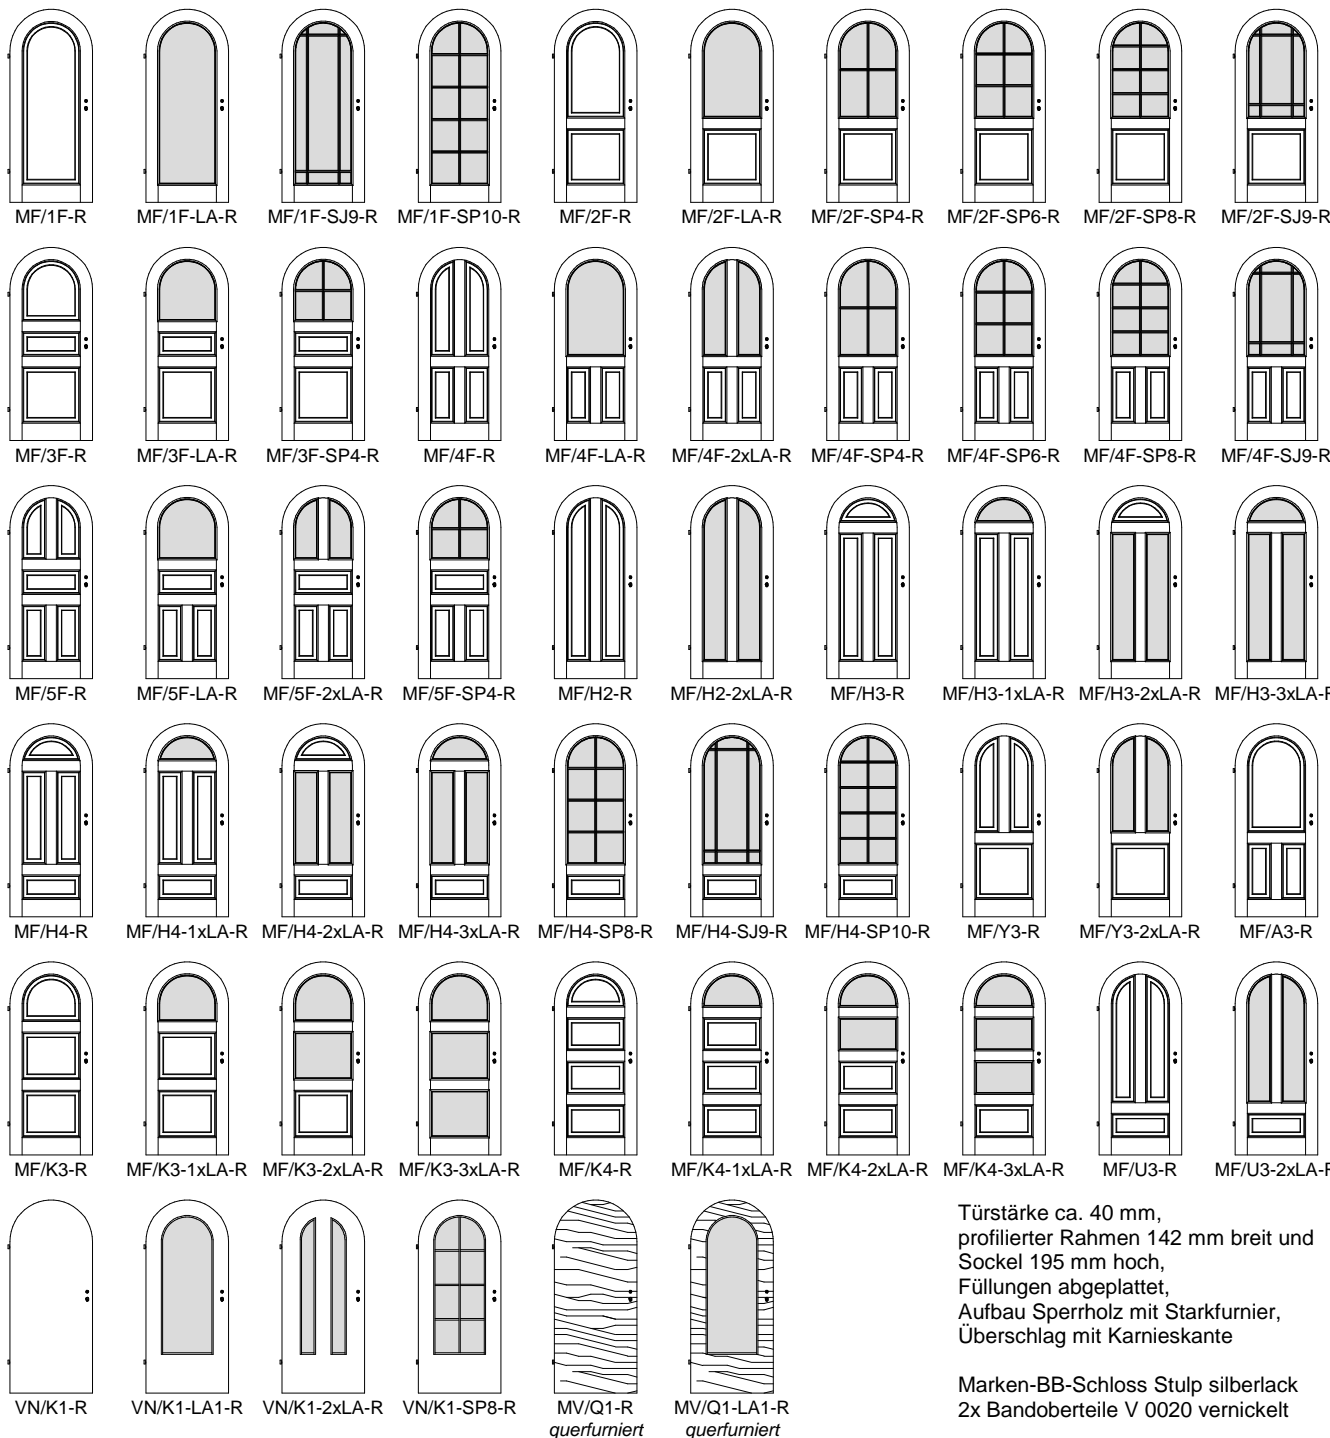 MF/1F-R MF/1F-LA-R MF/1F-SJ9-R MF/1F-SP10-R MF/2F-R MF/2F-LA-R MF/2F-SP4-R MF/2F-SP6-R MF/2F-SP8-R MF/2F-SJ9-R
MF/3F-R MF/3F-LA-R MF/3F-SP4-R MF/4F-R MF/4F-LA-R MF/4F-2xLA-R MF/4F-SP4-R MF/4F-SP6-R MF/4F-SP8-R MF/4F-SJ9-R
MF/5F-R MF/5F-LA-R MF/5F-2xLA-R MF/5F-SP4-R MF/H2-R MF/H2-2xLA-R MF/H3-R MF/H3-1xLA-R MF/H3-2xLA-R MF/H3-3xLA-R
MF/H4-R MF/H4-1xLA-R MF/H4-2xLA-R MF/H4-3xLA-R MF/H4-SP8-R MF/H4-SJ9-R MF/H4-SP10-R MF/Y3-R MF/Y3-2xLA-R MF/A3-R
MF/K3-R MF/K3-1xLA-R MF/K3-2xLA-R MF/K3-3xLA-R MF/K4-R MF/K4-1xLA-R MF/K4-2xLA-R MF/K4-3xLA-R MF/U3-R MF/U3-2xLA-R
VN/K1-R VN/K1-LA1-R VN/K1-2xLA-R VN/K1-SP8-R MV/Q1-R MV/Q1-LA1-R
querfurniert querfurniert
Türstärke ca. 40 mm,
profilierter Rahmen 142 mm breit und
Sockel 195 mm hoch,
Füllungen abgeplattet,
Aufbau Sperrholz mit Starkfurnier,
Überschlag mit Karnieskante
Marken-BB-Schloss Stulp silberlack
2x Bandoberteile V 0020 vernickelt